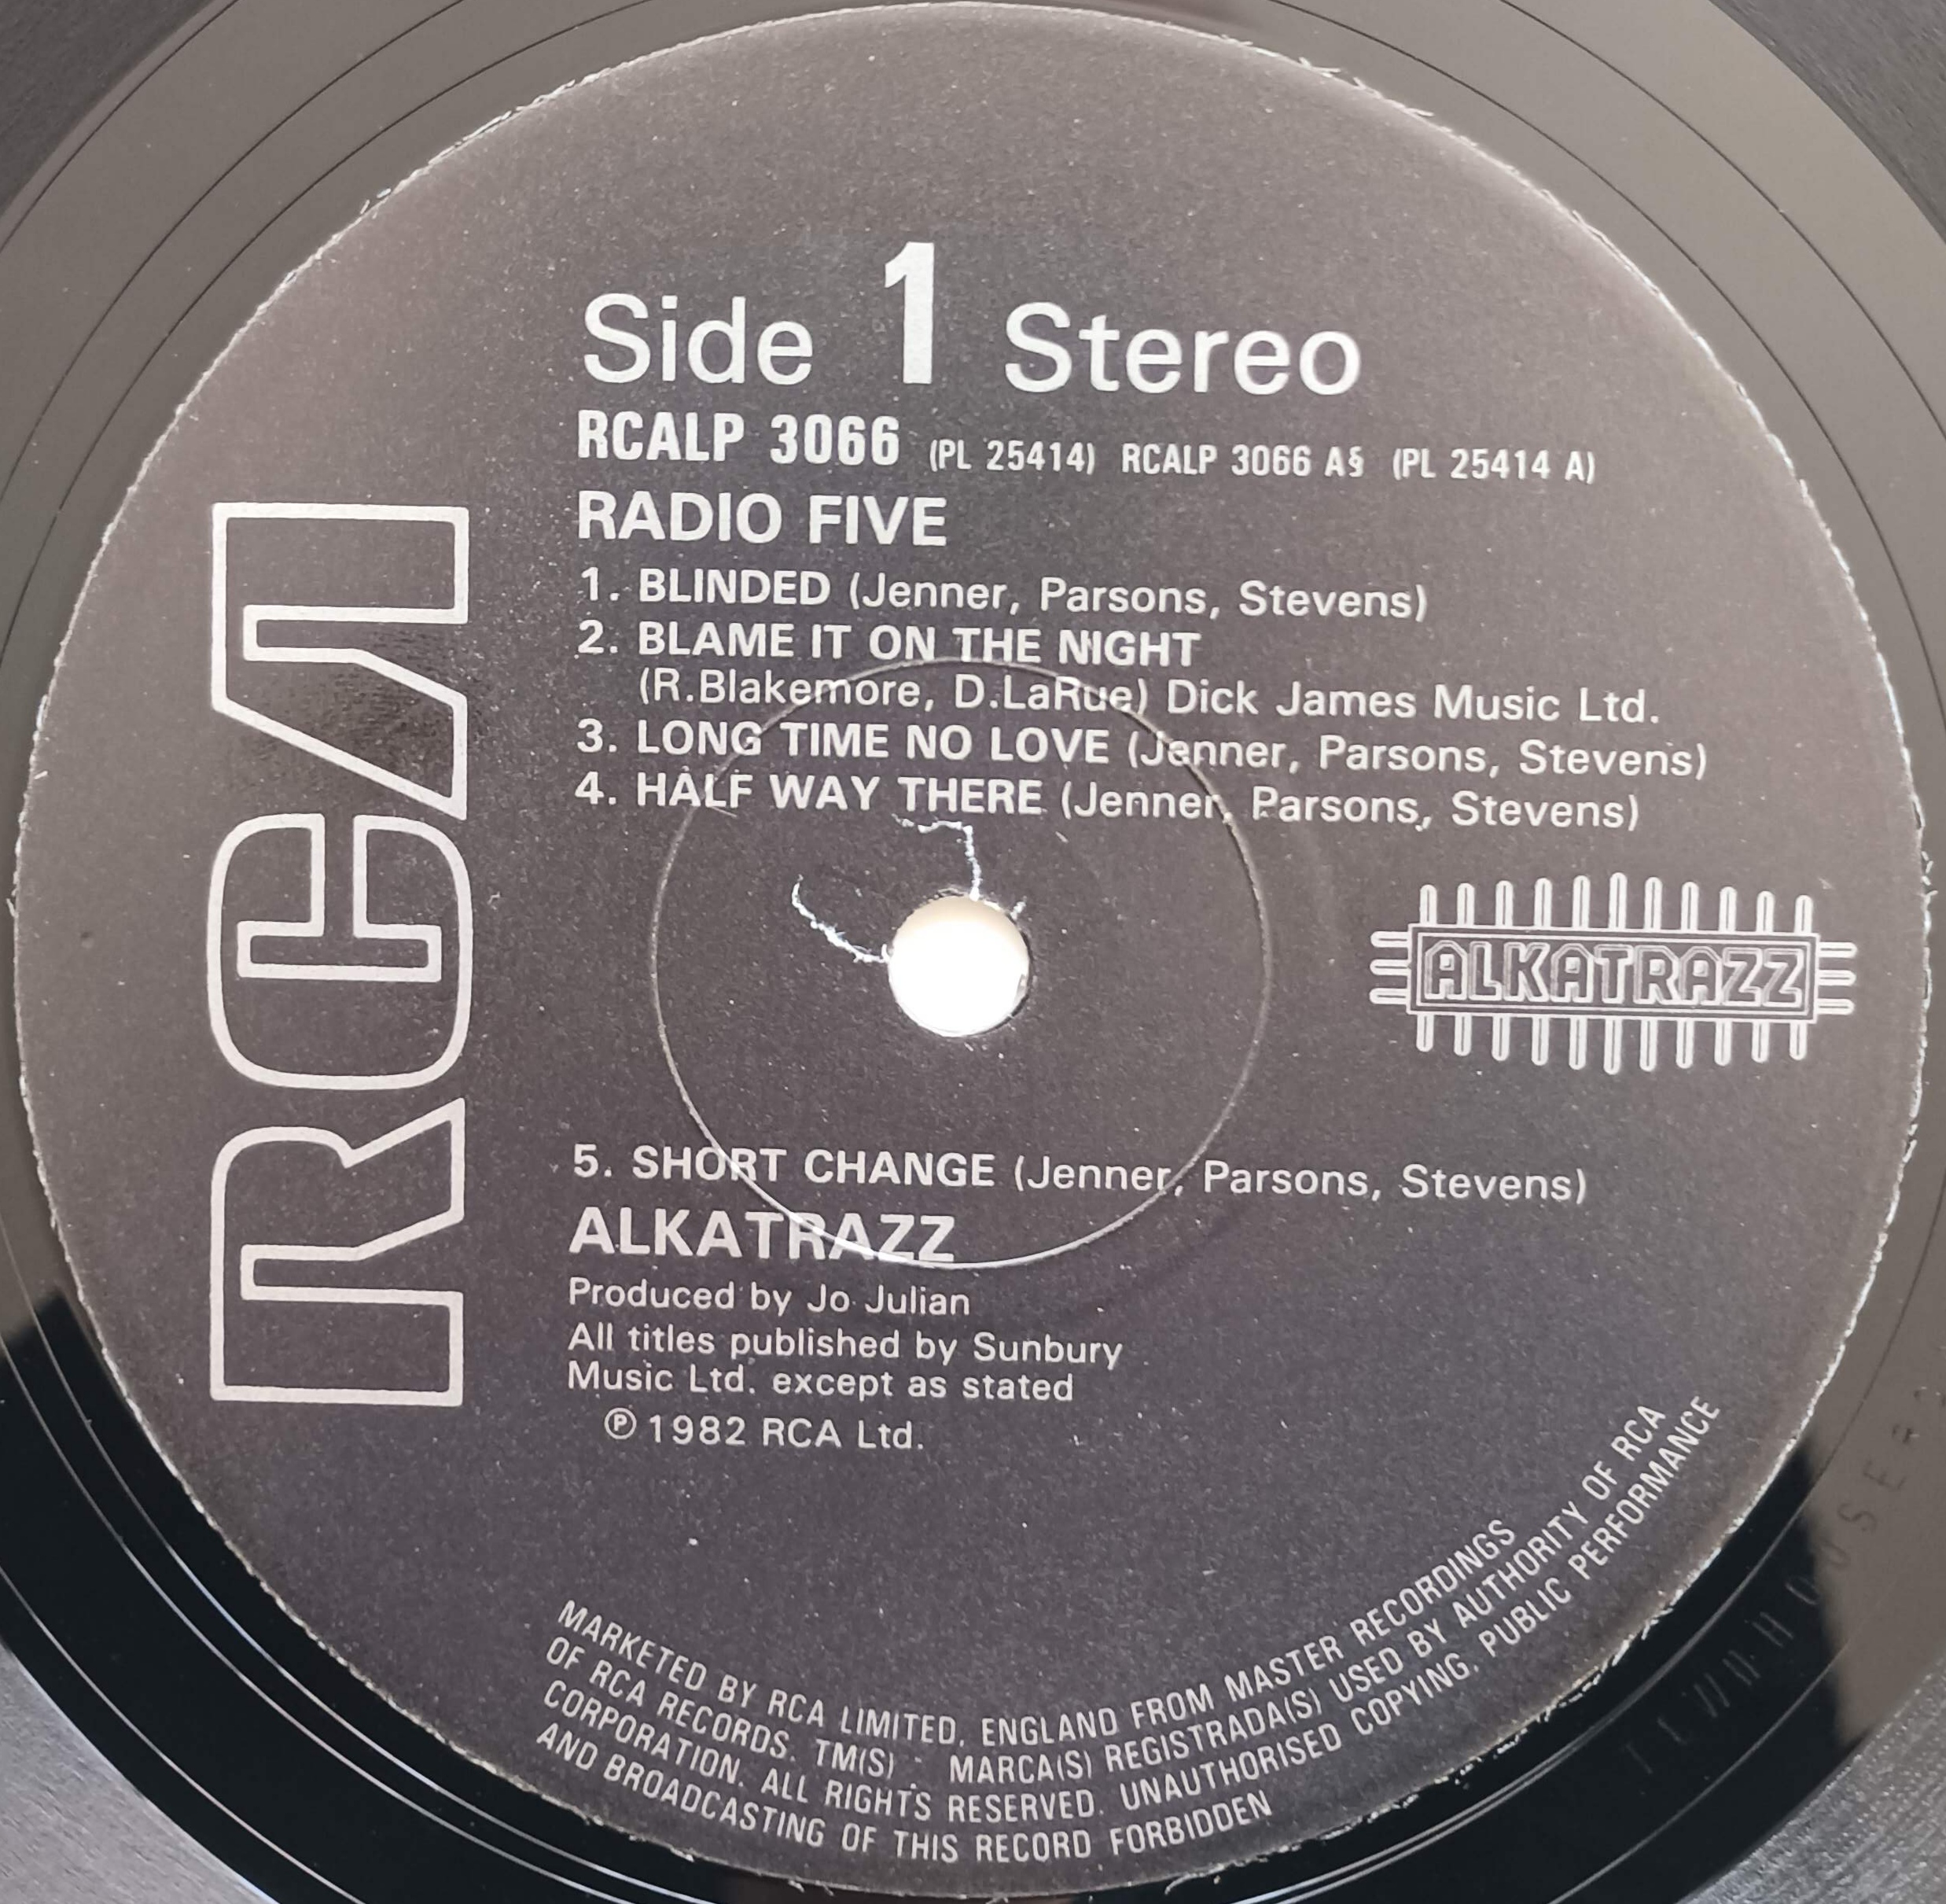 Side 1 Stereo
RCALP 3066 (PL 25414) RCALP 3066 A§ (PL 25414 A)
RADIO FIVE
1. BLINDED (Jenner, Parsons, Stevens)
2. BLAME IT ON THE NIGHT
(R.Blakemore, D.LaRue) Dick James Music Ltd.
3. LONG TIME NO LOVE (Jenner, Parsons, Stevens)
4. HALF WAY THERE (Jenner, Parsons, Stevens)
RCA
ALKATRAZZ
5. SHORT CHANGE (Jenner, Parsons, Stevens)
ALKATRAZZ
Produced by Jo Julian
All titles published by Sunbury
Music Ltd. except as stated
℗ 1982 RCA Ltd.
MARKETED BY RCA LIMITED, ENGLAND FROM MASTER RECORDINGS
OF RCA RECORDS. TM(S) · MARCA(S) REGISTRADA(S) USED BY AUTHORITY OF RCA
CORPORATION. ALL RIGHTS RESERVED. UNAUTHORISED COPYING, PUBLIC PERFORMANCE
AND BROADCASTING OF THIS RECORD FORBIDDEN